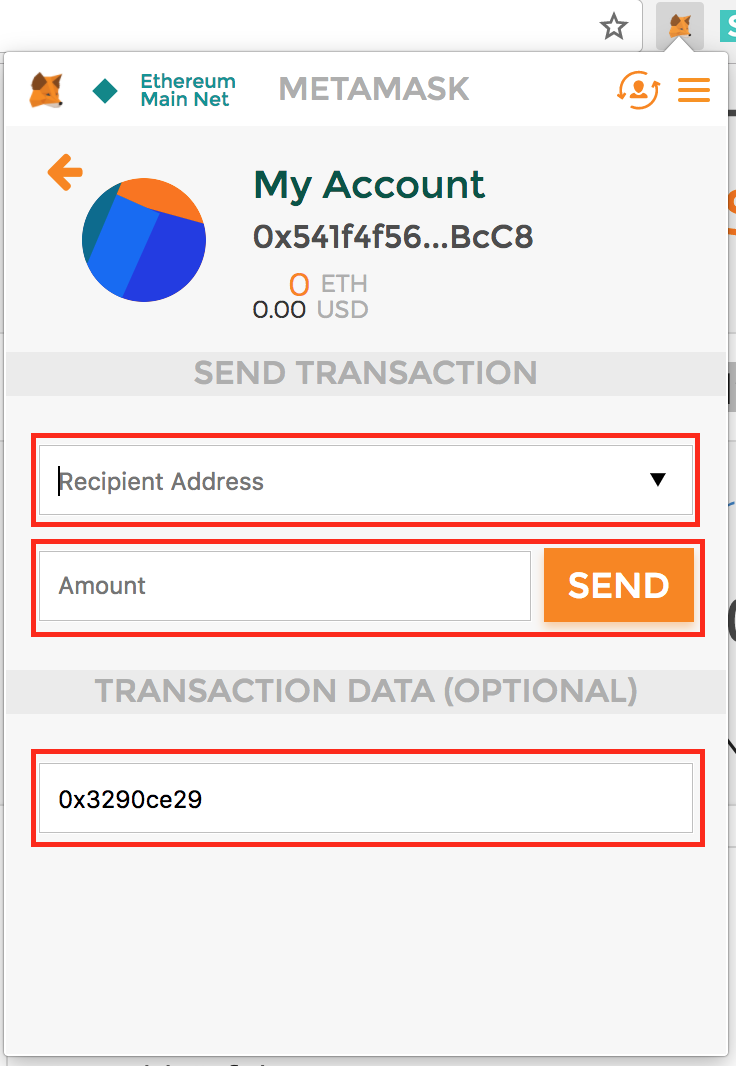 Ethereum
Main Net
METAMASK
My Account
0x541f4f56...BcC8
0 ETH
0.00 USD
SEND TRANSACTION
Recipient Address
Amount
SEND
TRANSACTION DATA (OPTIONAL)
0x3290ce29